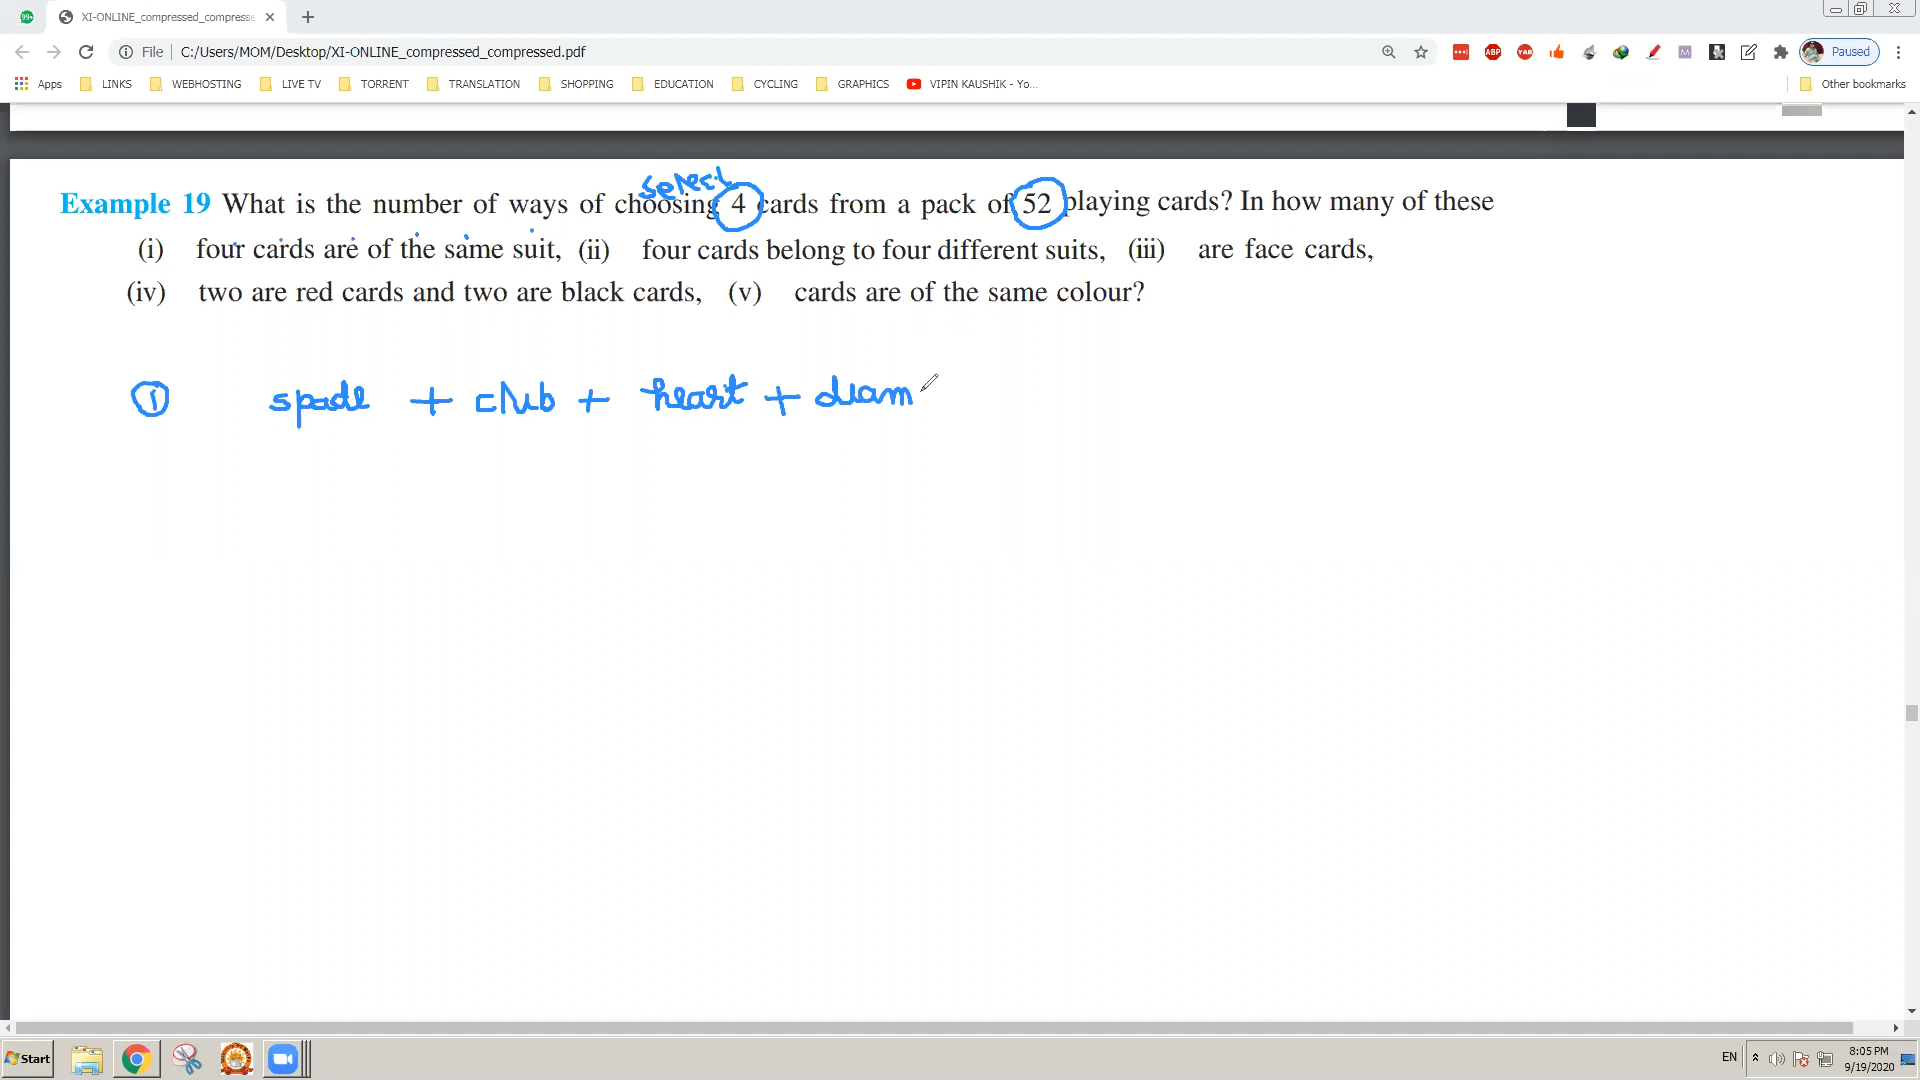 99+
XI-ONLINE_compressed_compresse
File C:/Users/MOM/Desktop/XI-ONLINE_compressed_compressed.pdf ABP YAB M Paused
Apps LINKS WEBHOSTING LIVE TV TORRENT TRANSLATION SHOPPING EDUCATION CYCLING GRAPHICS VIPIN KAUSHIK - Yo... Other bookmarks
select
Example 19 What is the number of ways of choosing 4 cards from a pack of 52 playing cards? In how many of these
(i) four cards are of the same suit, (ii) four cards belong to four different suits, (iii) are face cards,
(iv) two are red cards and two are black cards, (v) cards are of the same colour?
① spade + club + heart + diam
Start EN 8:05 PM
9/19/2020